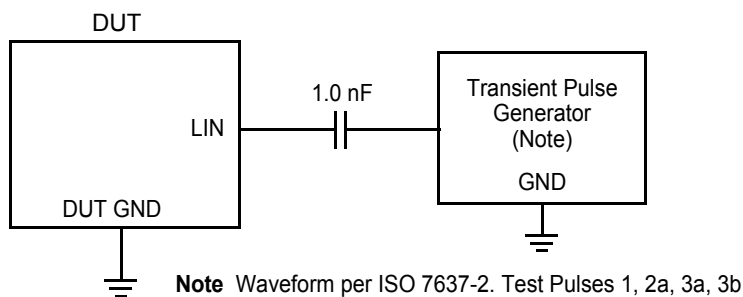 DUT
1.0 nF
LIN
Transient Pulse
Generator
(Note)
GND
DUT GND
Note Waveform per ISO 7637-2. Test Pulses 1, 2a, 3a, 3b